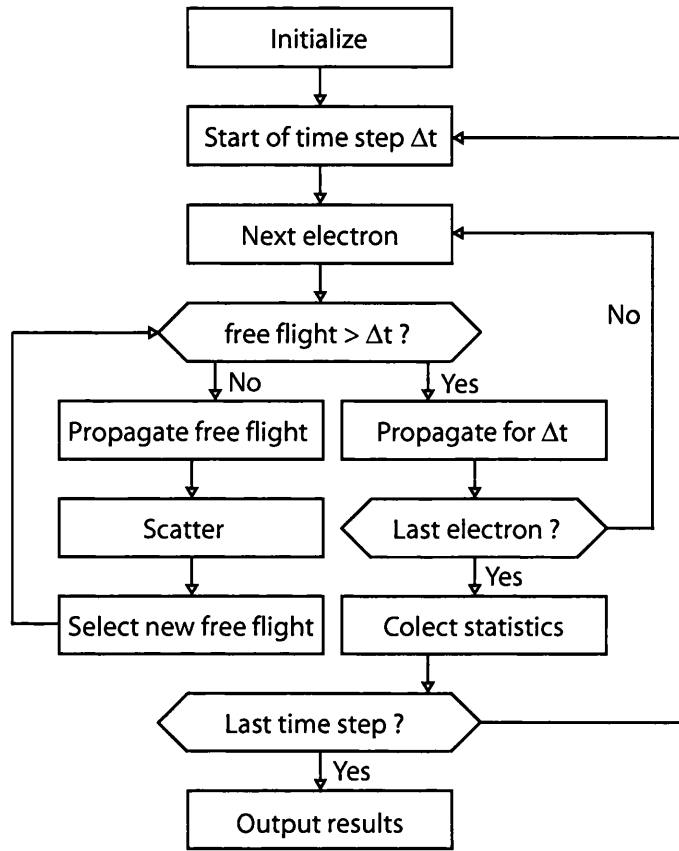 Initialize
Start of time step Δt
Next electron
No
free flight > Δt ?
No
Yes
Propagate free flight
Propagate for Δt
Scatter
Last electron ?
Yes
Select new free flight
Colect statistics
Last time step ?
Yes
Output results